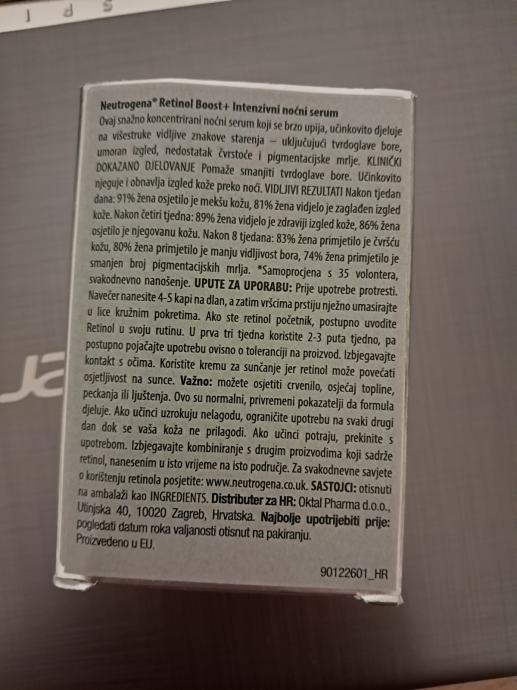 S P J
Neutrogena® Retinol Boost+ Intenzivni noćni serum
Ovaj snažno koncentrirani noćni serum koji se brzo upija, učinkovito djeluje
na višestruke vidljive znakove starenja – uključujući tvrdoglave bore,
umoran izgled, nedostatak čvrstoće i pigmentacijske mrlje. KLINIČKI
DOKAZANO DJELOVANJE Pomaže smanjiti tvrdoglave bore. Učinkovito
njeguje i obnavlja izgled kože preko noći. VIDLJIVI REZULTATI Nakon tjedan
dana: 91% žena osjetilo je mekšu kožu, 81% žena vidjelo je zaglađen izgled
kože. Nakon četiri tjedna: 89% žena vidjelo je zdraviji izgled kože, 86% žena
osjetilo je njegovanu kožu. Nakon 8 tjedana: 83% žena primjetilo je čvršću
kožu, 80% žena primjetilo je manju vidljivost bora, 74% žena primjetilo je
smanjen broj pigmentacijskih mrlja. *Samoprocjena s 35 volontera,
svakodnevno nanošenje. UPUTE ZA UPORABU: Prije upotrebe protresti.
Navečer nanesite 4-5 kapi na dlan, a zatim vršcima prstiju nježno umasirajte
u lice kružnim pokretima. Ako ste retinol početnik, postupno uvodite
Retinol u svoju rutinu. U prva tri tjedna koristite 2-3 puta tjedno, pa
postupno pojačajte upotrebu ovisno o toleranciji na proizvod. Izbjegavajte
kontakt s očima. Koristite kremu za sunčanje jer retinol može povećati
osjetljivost na sunce. Važno: možete osjetiti crvenilo, osjećaj topline,
peckanja ili ljuštenja. Ovo su normalni, privremeni pokazatelji da formula
djeluje. Ako učinci uzrokuju nelagodu, ograničite upotrebu na svaki drugi
dan dok se vaša koža ne prilagodi. Ako učinci potraju, prekinite s
upotrebom. Izbjegavajte kombiniranje s drugim proizvodima koji sadrže
retinol, nanesenim u isto vrijeme na isto područje. Za svakodnevne savjete
o korištenju retinola posjetite: www.neutrogena.co.uk. SASTOJCI: otisnuti
na ambalaži kao INGREDIENTS. Distributer za HR: Oktal Pharma d.o.o.,
Utinjska 40, 10020 Zagreb, Hrvatska. Najbolje upotrijebiti prije:
pogledati datum roka valjanosti otisnut na pakiranju.
Proizvedeno u EU.
90122601_HR